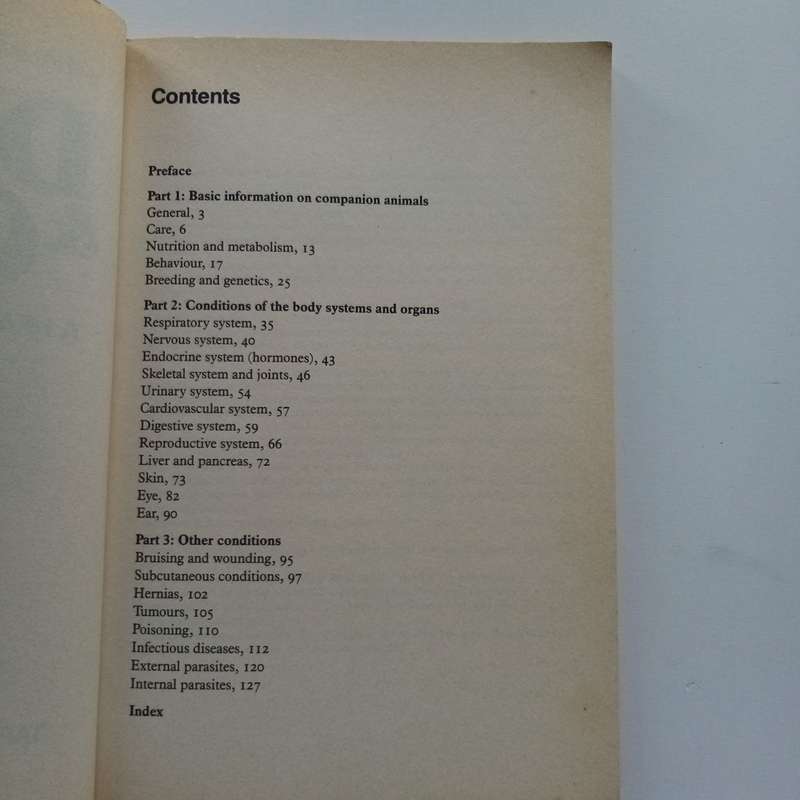 Contents
Preface
Part 1: Basic information on companion animals
General, 3
Care, 6
Nutrition and metabolism, 13
Behaviour, 17
Breeding and genetics, 25
Part 2: Conditions of the body systems and organs
Respiratory system, 35
Nervous system, 40
Endocrine system (hormones), 43
Skeletal system and joints, 46
Urinary system, 54
Cardiovascular system, 57
Digestive system, 59
Reproductive system, 66
Liver and pancreas, 72
Skin, 73
Eye, 82
Ear, 90
Part 3: Other conditions
Bruising and wounding, 95
Subcutaneous conditions, 97
Hernias, 102
Tumours, 105
Poisoning, 110
Infectious diseases, 112
External parasites, 120
Internal parasites, 127
Index